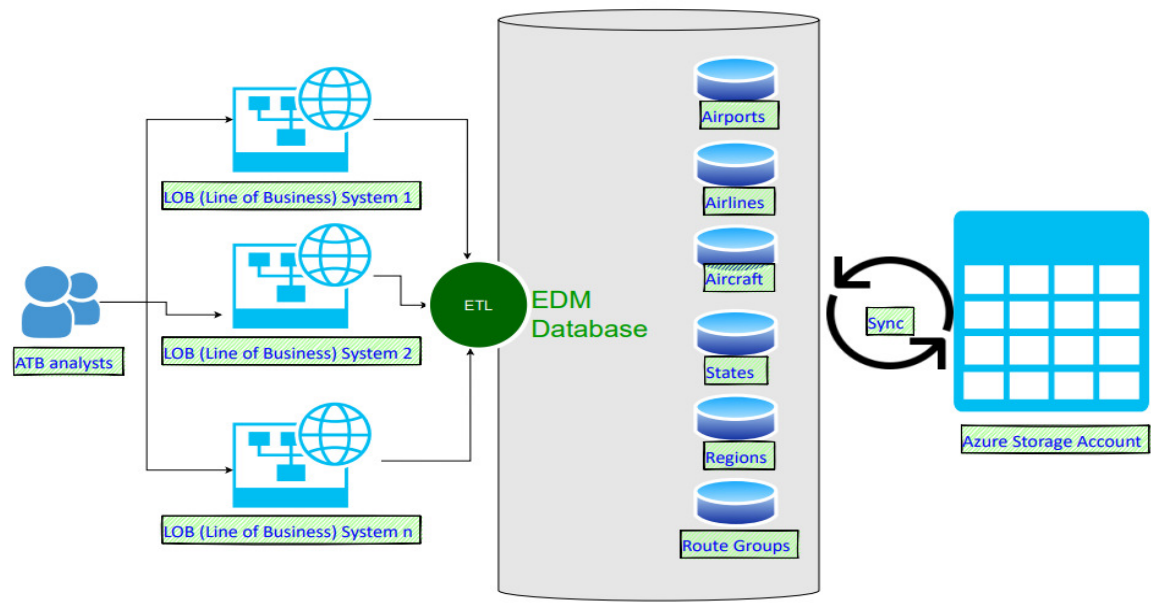 ATB analysts
LOB (Line of Business) System 1
LOB (Line of Business) System 2
LOB (Line of Business) System n
ETL
EDM
Database
Airports
Airlines
Aircraft
States
Regions
Route Groups
Sync
Azure Storage Account